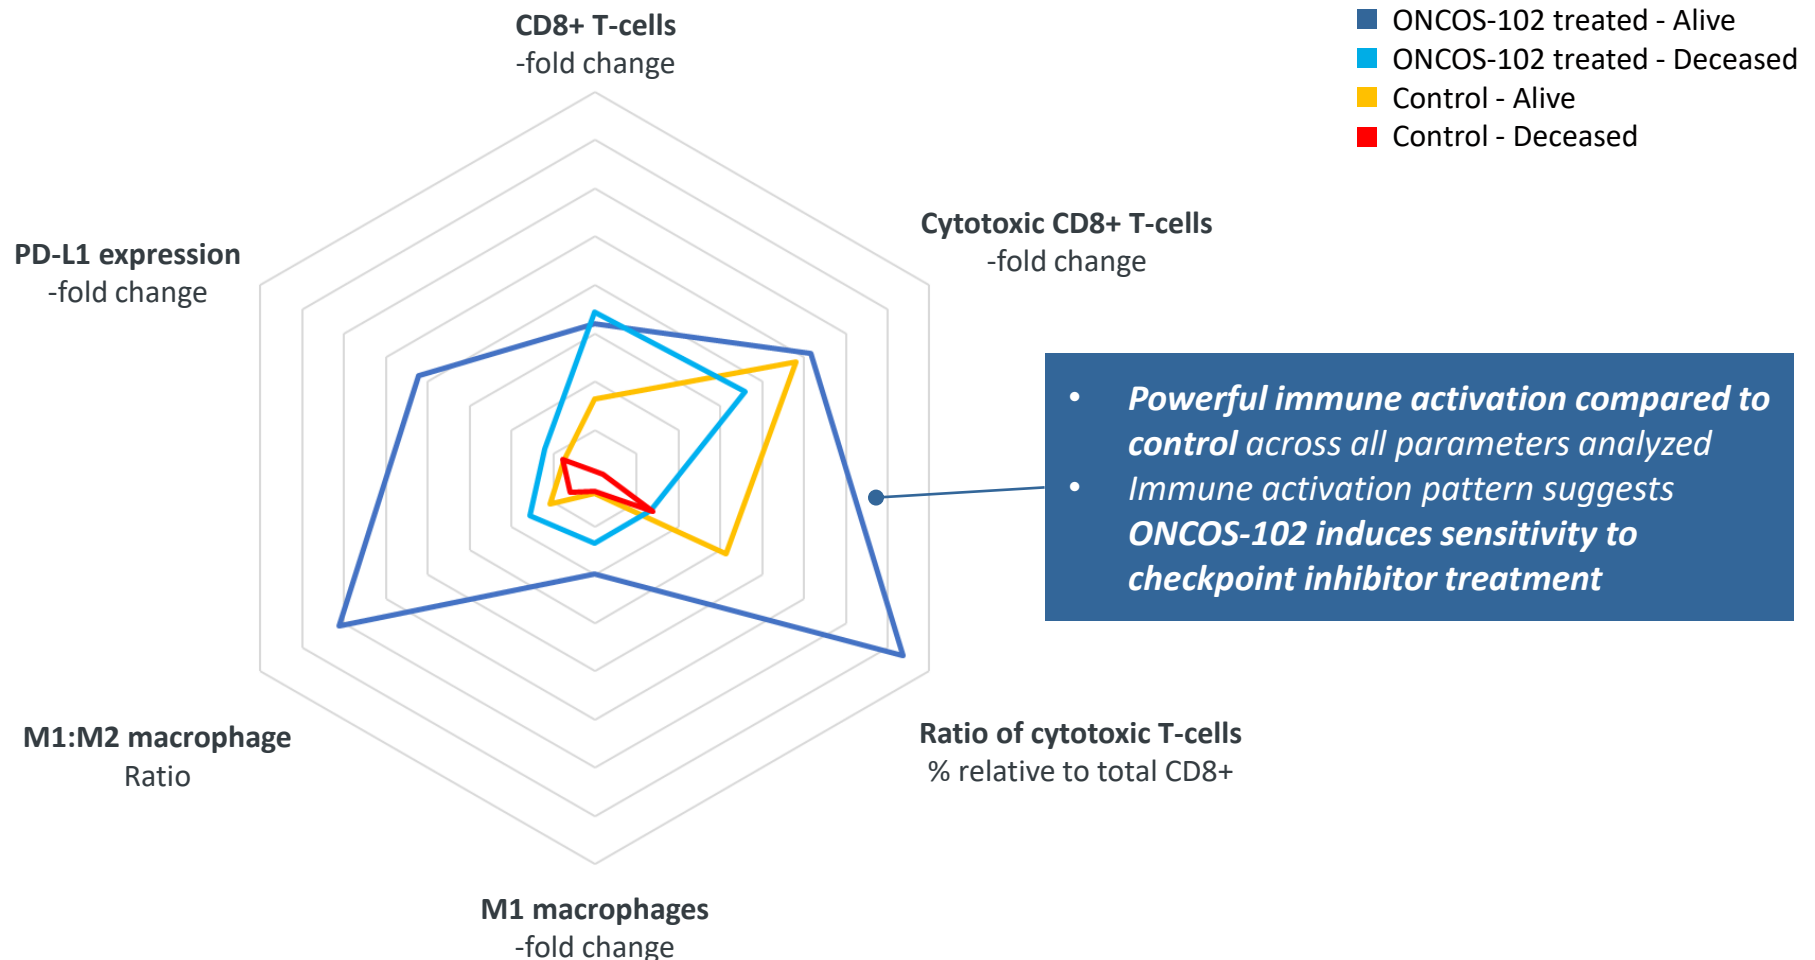 CD8+ T-cells
-fold change
ONCOS-102 treated - Alive
ONCOS-102 treated - Deceased
Control - Alive
Control - Deceased
Cytotoxic CD8+ T-cells
-fold change
PD-L1 expression
-fold change
• Powerful immune activation compared to
control across all parameters analyzed
• Immune activation pattern suggests
ONCOS-102 induces sensitivity to
checkpoint inhibitor treatment
M1:M2 macrophage
Ratio
Ratio of cytotoxic T-cells
% relative to total CD8+
M1 macrophages
-fold change